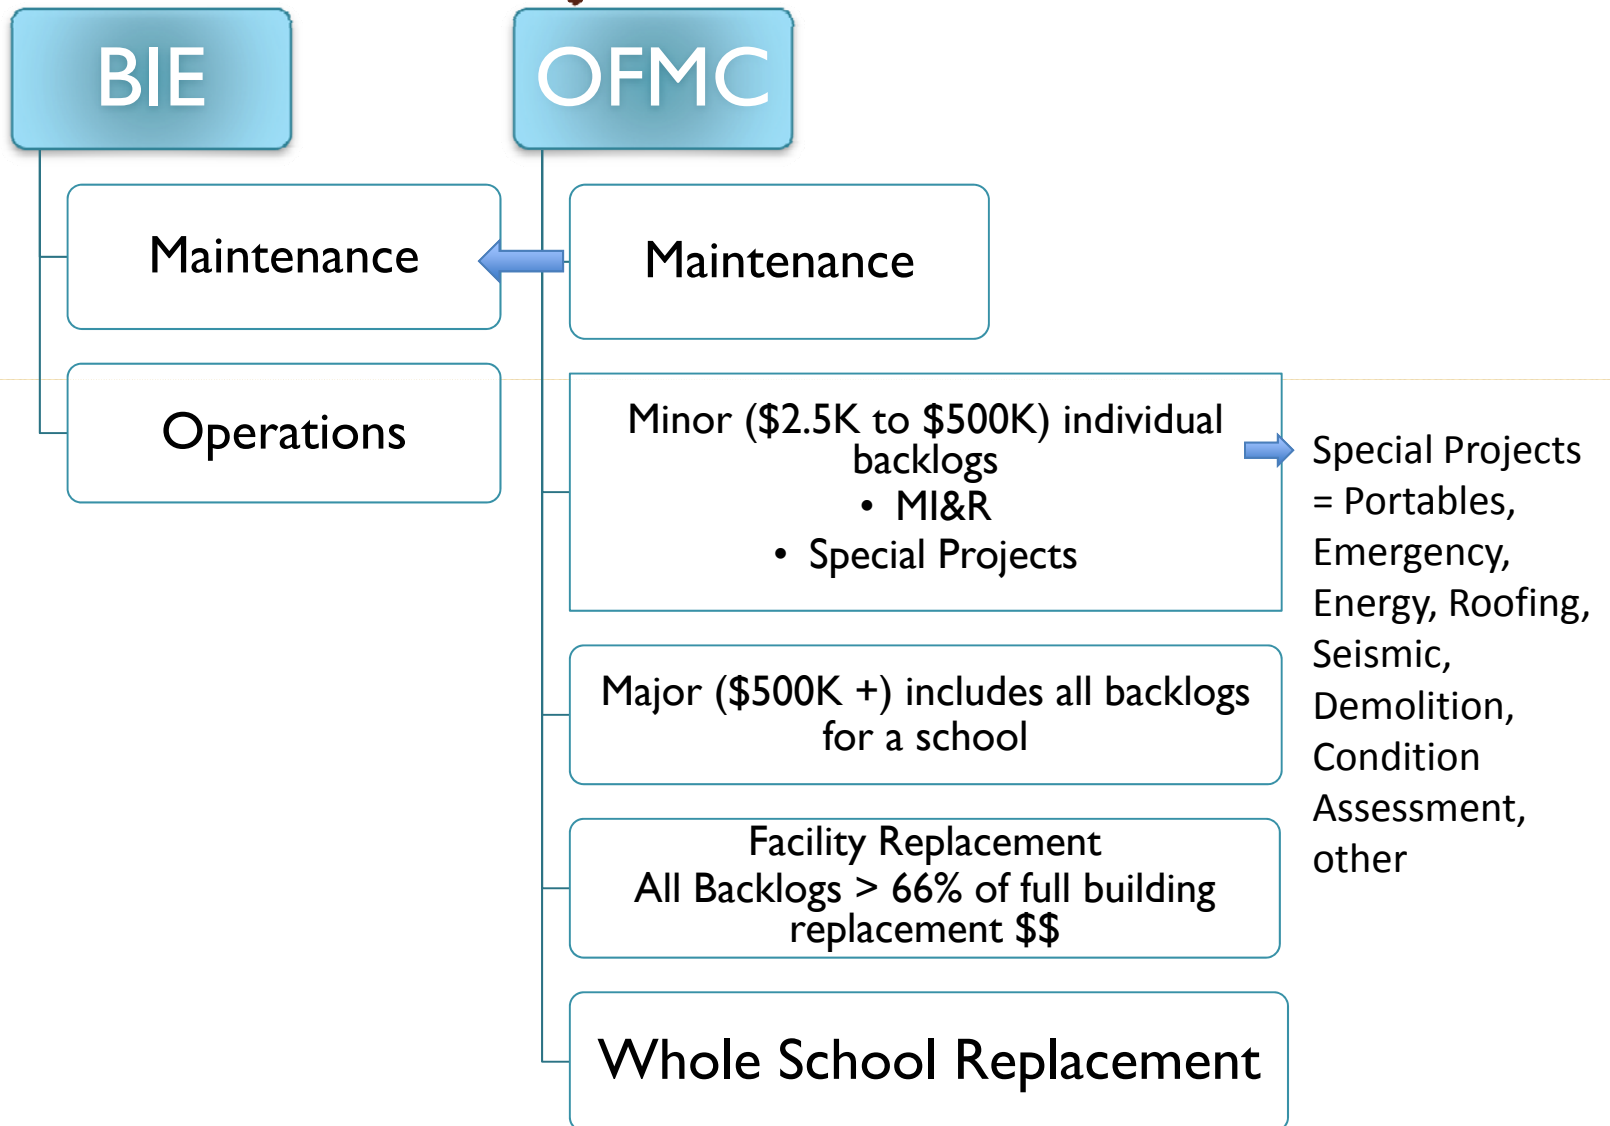 BIE
OFMC
Maintenance
Maintenance
Operations
Minor ($2.5K to $500K) individual
backlogs
• MI&R
• Special Projects
Special Projects
= Portables,
Emergency,
Energy, Roofing,
Seismic,
Demolition,
Condition
Assessment,
other
Major ($500K +) includes all backlogs
for a school
Facility Replacement
All Backlogs > 66% of full building
replacement $$
Whole School Replacement